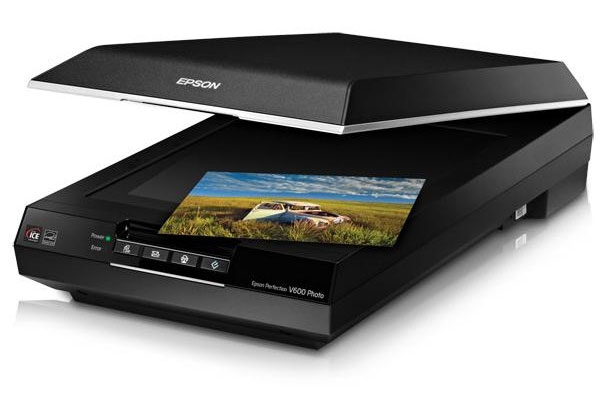 EPSON
Power
Error
ICE
Epson Perfection V600 Photo